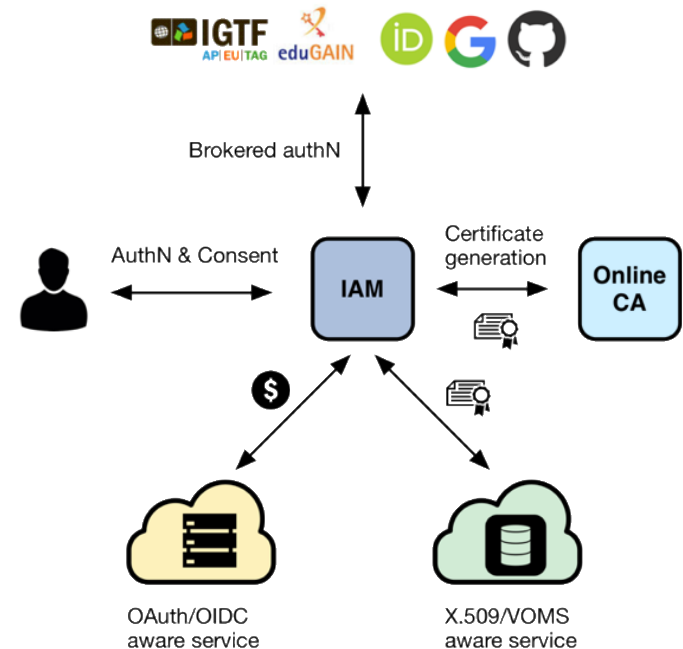 IGTF
AP|EU|TAG
eduGAIN
iD
G
Brokered authN
AuthN & Consent
Certificate
generation
IAM
Online
CA
$
OAuth/OIDC
aware service
X.509/VOMS
aware service